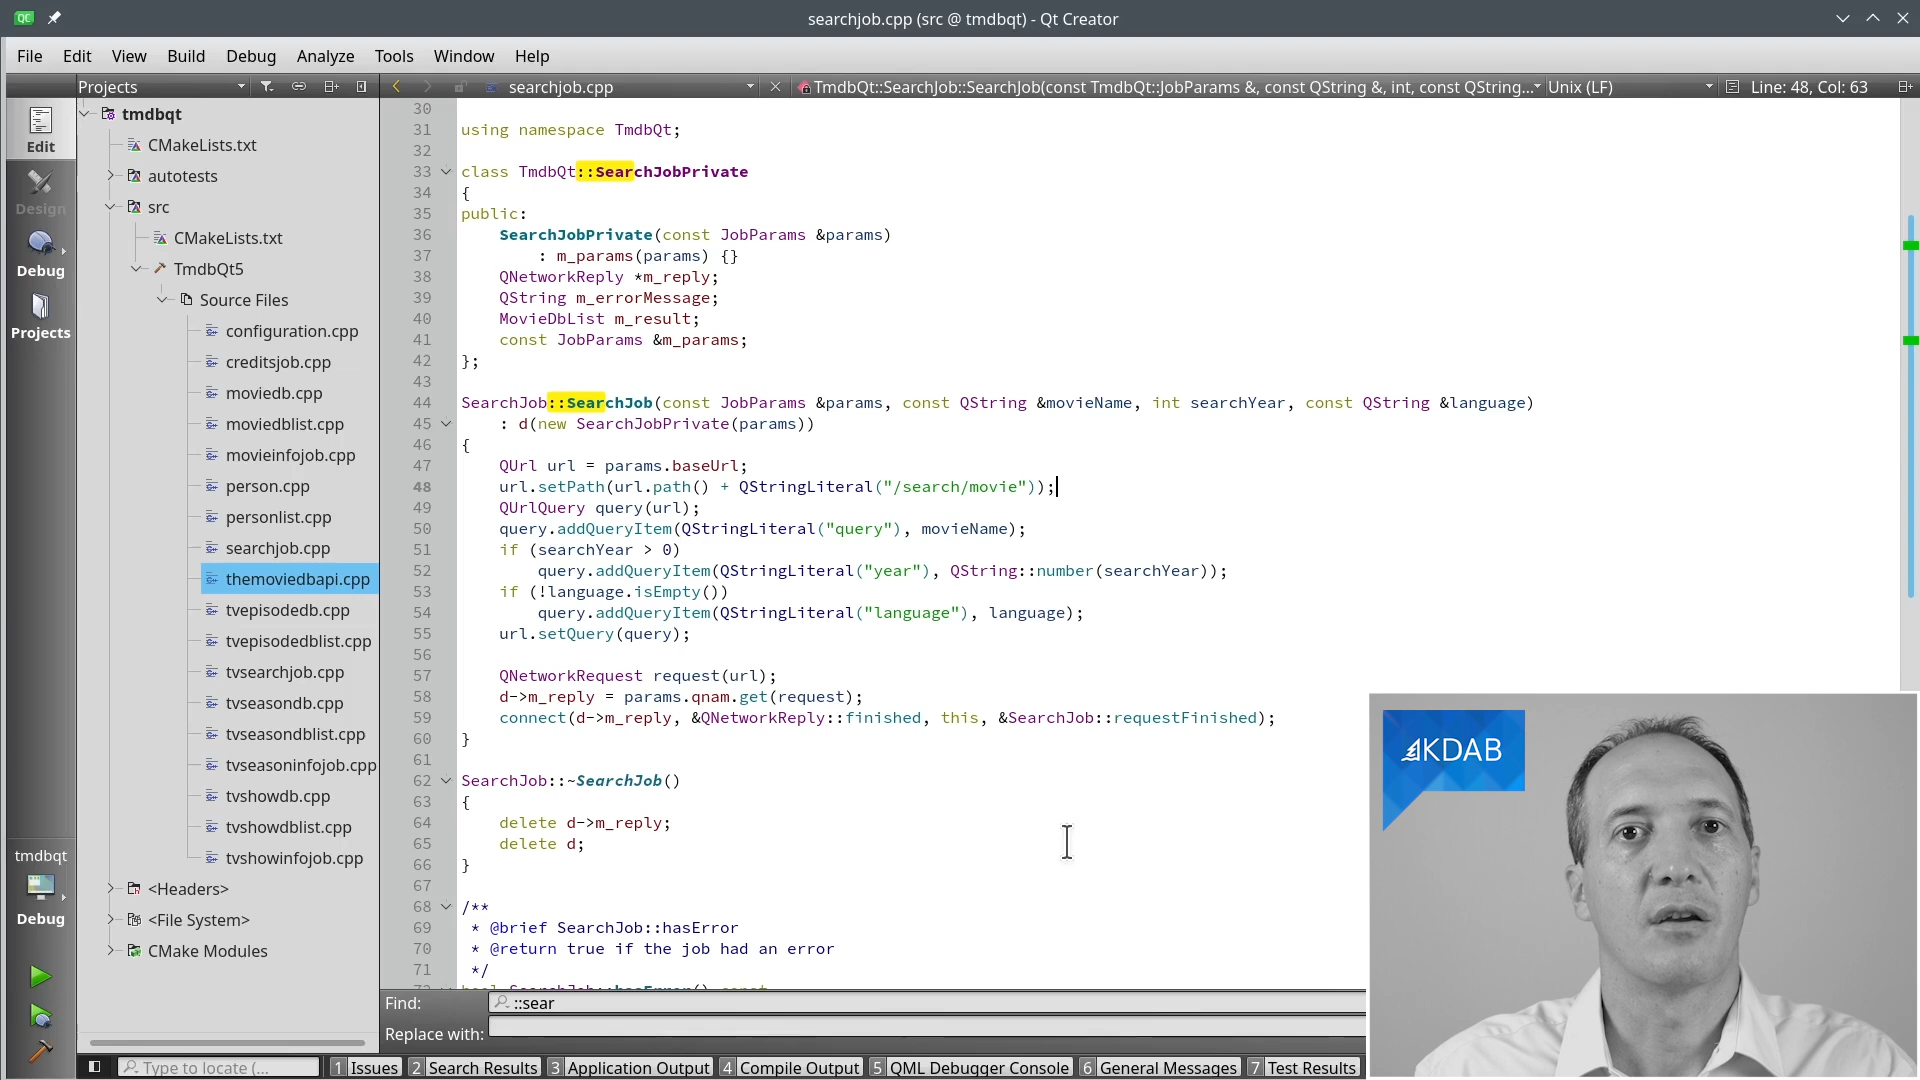 QC
searchjob.cpp (src @ tmdbqt) - Qt Creator
File Edit View Build Debug Analyze Tools Window Help
Projects
searchjob.cpp
TmdbQt::SearchJob::SearchJob(const TmdbQt::JobParams &, const QString &, int, const QString...
Unix (LF)
Line: 48, Col: 63
Edit
Design
Debug
Projects
tmdbqt
Debug
tmdbqt
CMakeLists.txt
autotests
src
CMakeLists.txt
TmdbQt5
Source Files
configuration.cpp
creditsjob.cpp
moviedb.cpp
moviedblist.cpp
movieinfojob.cpp
person.cpp
personlist.cpp
searchjob.cpp
themoviedbapi.cpp
tvepisodedb.cpp
tvepisodedblist.cpp
tvsearchjob.cpp
tvseasondb.cpp
tvseasondblist.cpp
tvseasoninfojob.cpp
tvshowdb.cpp
tvshowdblist.cpp
tvshowinfojob.cpp
<Headers>
<File System>
CMake Modules
30
31 using namespace TmdbQt;
32
33 class TmdbQt::SearchJobPrivate
34 {
35 public:
36     SearchJobPrivate(const JobParams &params)
37         : m_params(params) {}
38     QNetworkReply *m_reply;
39     QString m_errorMessage;
40     MovieDbList m_result;
41     const JobParams &m_params;
42 };
43
44 SearchJob::SearchJob(const JobParams &params, const QString &movieName, int searchYear, const QString &language)
45     : d(new SearchJobPrivate(params))
46 {
47     QUrl url = params.baseUrl;
48     url.setPath(url.path() + QStringLiteral("/search/movie"));
49     QUrlQuery query(url);
50     query.addQueryItem(QStringLiteral("query"), movieName);
51     if (searchYear > 0)
52         query.addQueryItem(QStringLiteral("year"), QString::number(searchYear));
53     if (!language.isEmpty())
54         query.addQueryItem(QStringLiteral("language"), language);
55     url.setQuery(query);
56
57     QNetworkRequest request(url);
58     d->m_reply = params.qnam.get(request);
59     connect(d->m_reply, &QNetworkReply::finished, this, &SearchJob::requestFinished);
60 }
61
62 SearchJob::~SearchJob()
63 {
64     delete d->m_reply;
65     delete d;
66 }
67
68 /**
69  * @brief SearchJob::hasError
70  * @return true if the job had an error
71  */
72 bool SearchJob::hasError() const
KDAB
Find: ::sear
Replace with:
Type to locate (...
1 Issues 2 Search Results 3 Application Output 4 Compile Output 5 QML Debugger Console 6 General Messages 7 Test Results